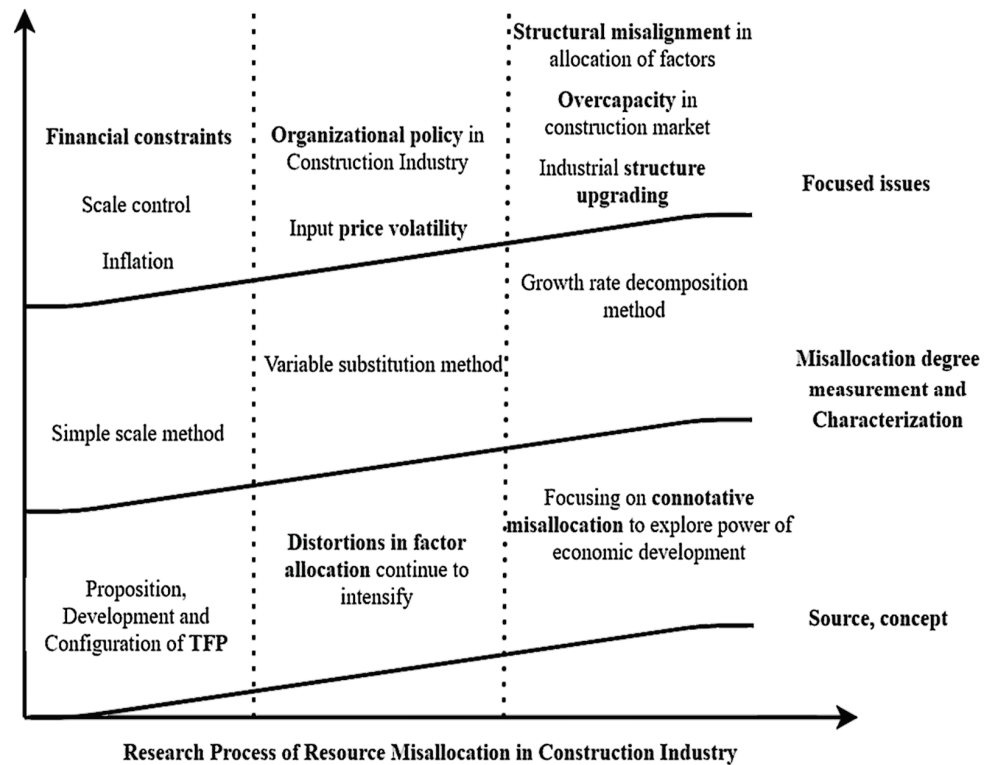 Structural misalignment in
allocation of factors
Overcapacity in
construction market
Industrial structure
upgrading
Financial constraints
Scale control
Inflation
Organizational policy in
Construction Industry
Input price volatility
Focused issues
Growth rate decomposition
method
Variable substitution method
Simple scale method
Misallocation degree
measurement and
Characterization
Focusing on connotative
misallocation to explore power of
economic development
Distortions in factor
allocation continue to
intensify
Proposition,
Development and
Configuration of TFP
Source, concept
Research Process of Resource Misallocation in Construction Industry